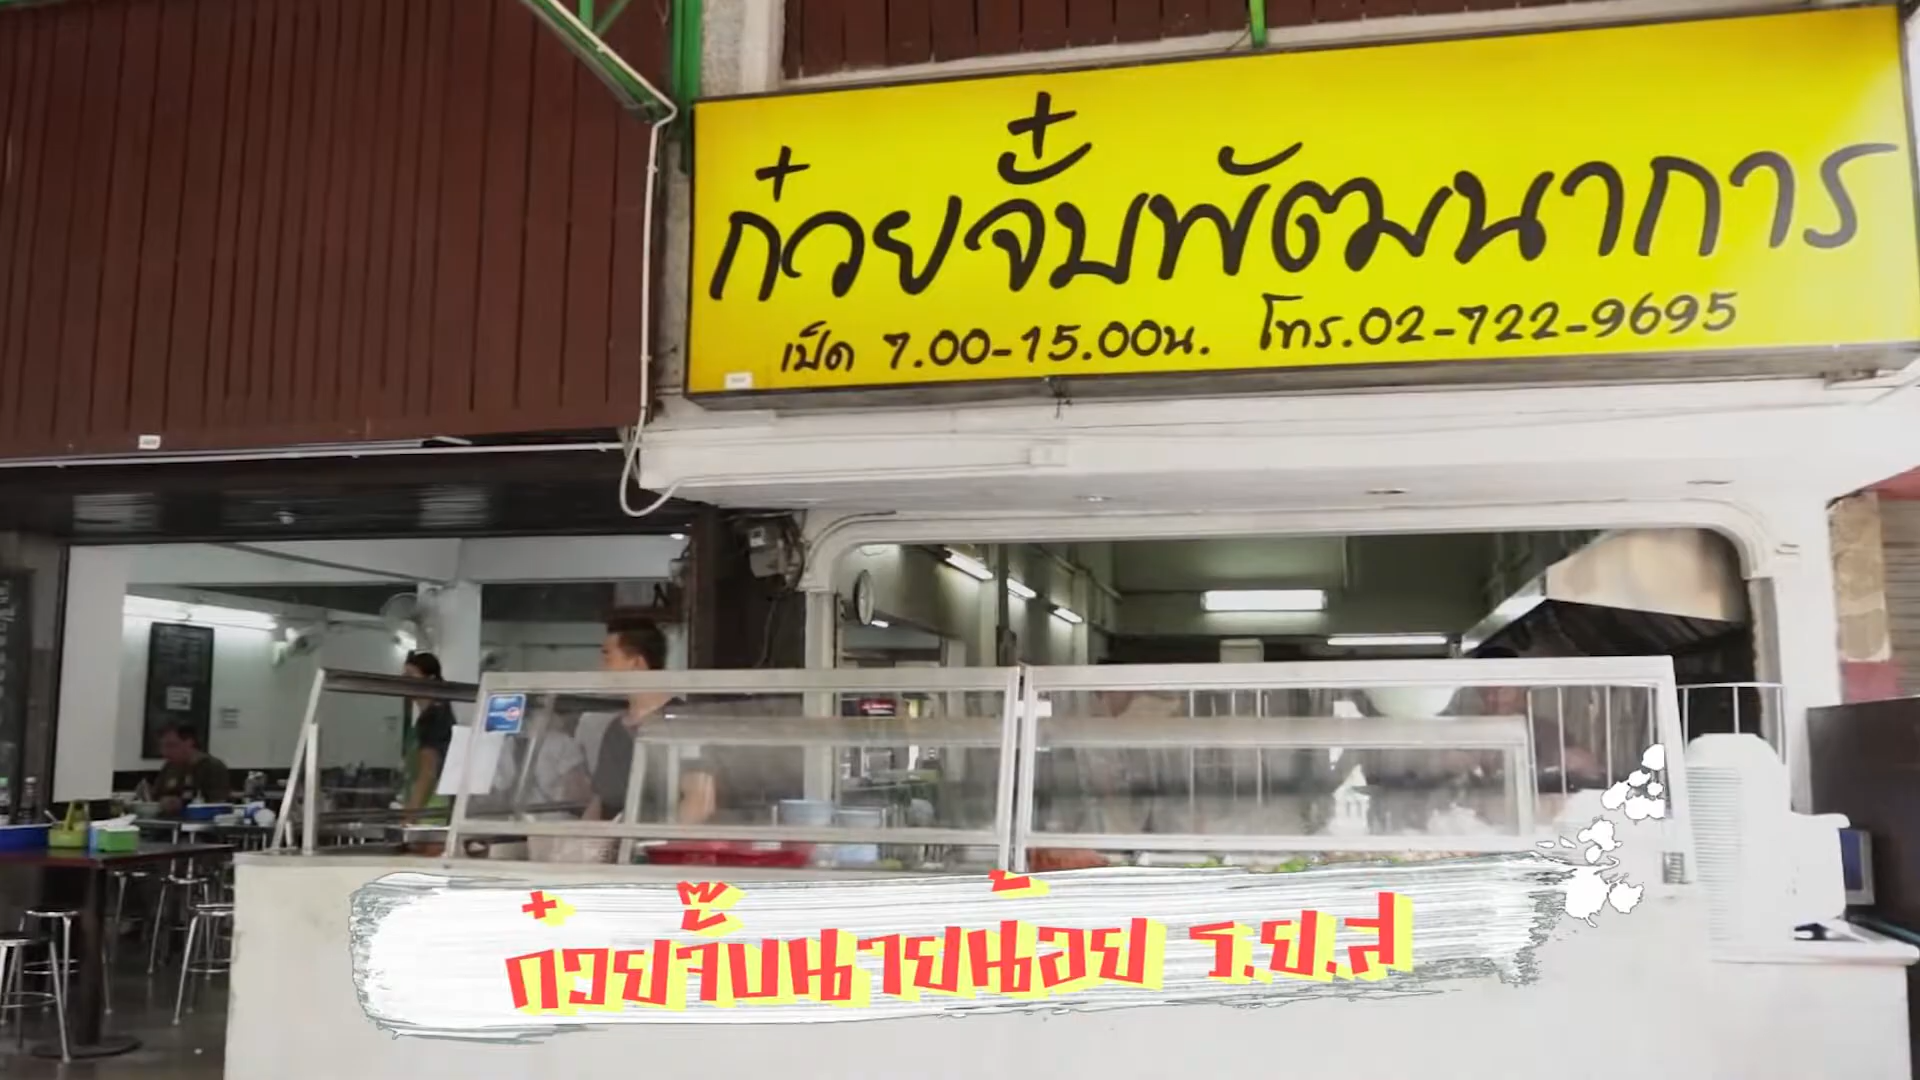 ก๋วยจั๋บพัฒนาการ
เปิด 7.00-15.00น. โทร.02-722-9695
ก๋วยจั๊บนายน้อย ร.ย.ส